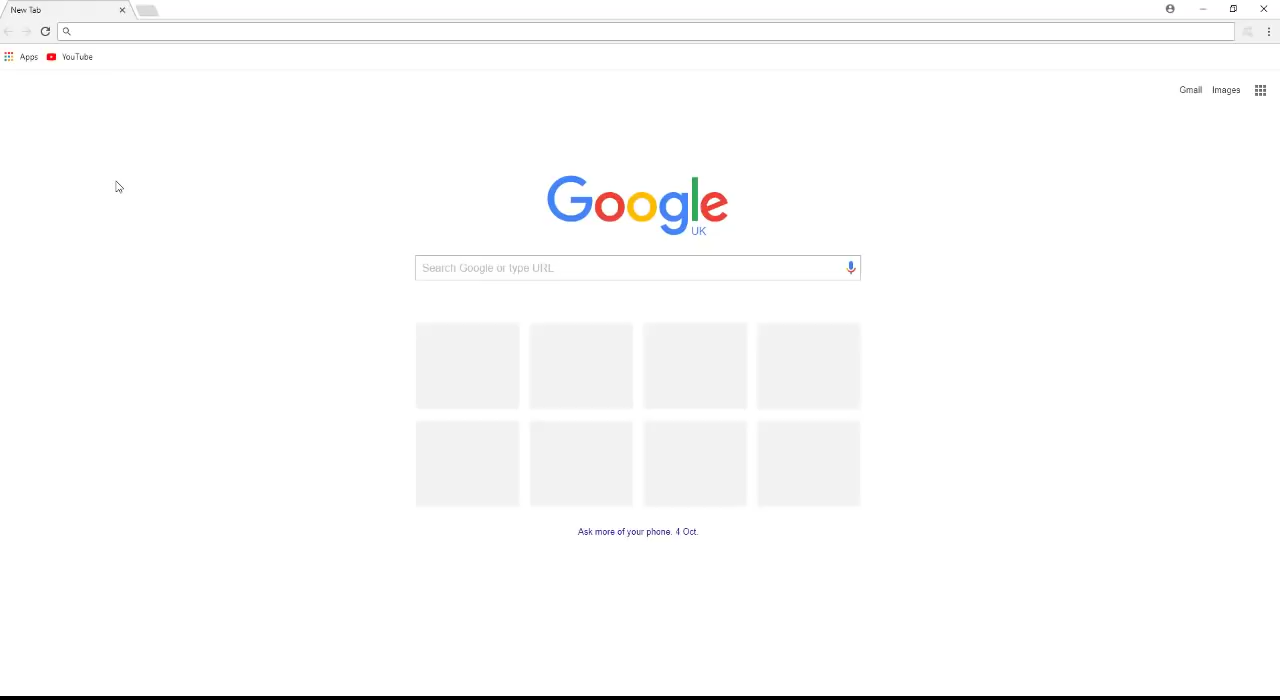 New Tab
Apps YouTube
Gmail Images
Google
UK
Search Google or type URL
Ask more of your phone. 4 Oct.